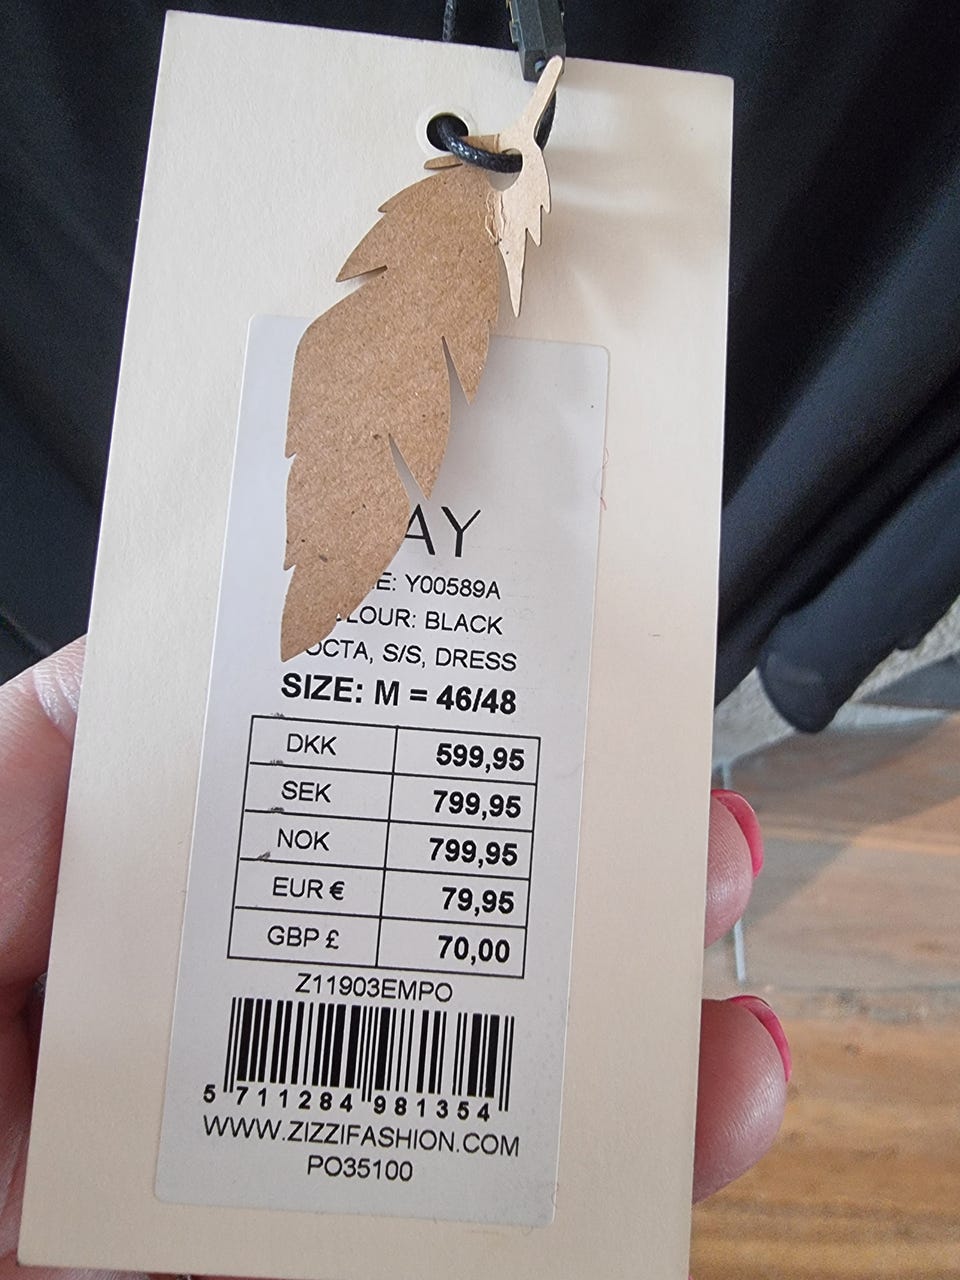 AY
E: Y00589A
LOUR: BLACK
OCTA, S/S, DRESS
SIZE: M = 46/48
DKK 599,95
SEK 799,95
NOK 799,95
EUR € 79,95
GBP £ 70,00
Z11903EMPO
5 711284 981354
WWW.ZIZZIFASHION.COM
PO35100